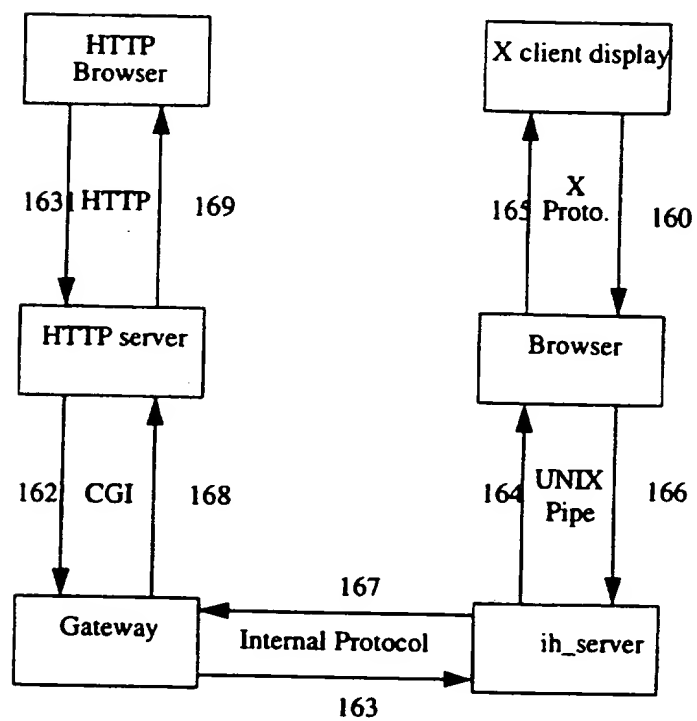 HTTP
Browser
X client display
1631 HTTP 169
165 X
Proto. 160
HTTP server
Browser
162 CGI 168
164 UNIX
Pipe 166
167
Gateway
Internal Protocol
ih_server
163